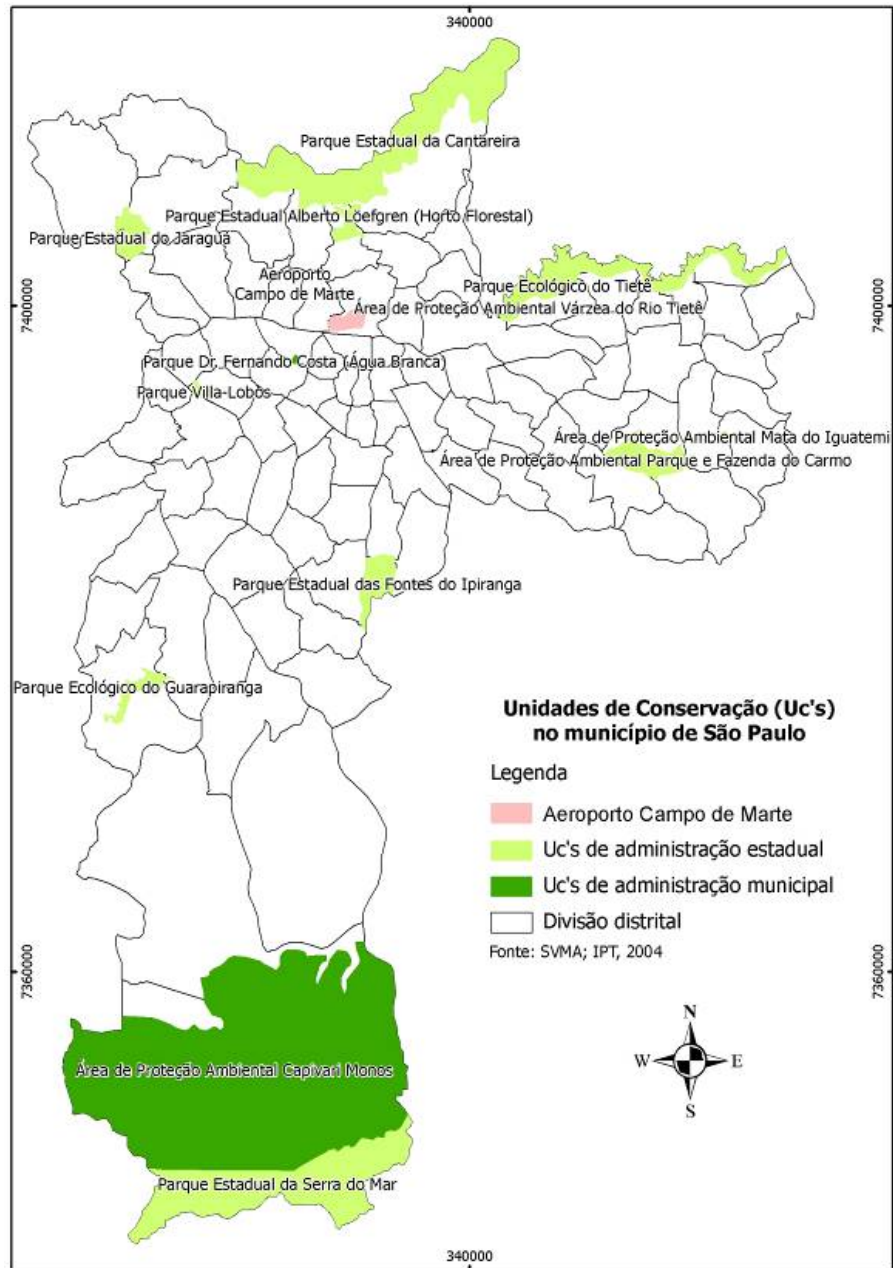 340000
Parque Estadual da Cantareira
Parque Estadual Alberto Loefgren (Horto Florestal)
Parque Estadual do Jaraguá
Aeroporto
Campo de Marte
Parque Ecológico do Tietê
Área de Proteção Ambiental Várzea do Rio Tietê
7400000
7400000
Parque Dr. Fernando Costa (Água Branca)
Parque Villa-Lobos
Área de Proteção Ambiental Mata do Iguatemi
Área de Proteção Ambiental Parque e Fazenda do Carmo
Parque Estadual das Fontes do Ipiranga
Parque Ecológico do Guarapiranga
Unidades de Conservação (Uc's)
no município de São Paulo
Legenda
Aeroporto Campo de Marte
Uc's de administração estadual
Uc's de administração municipal
Divisão distrital
Fonte: SVMA; IPT, 2004
7360000
7360000
N
W
E
S
Área de Proteção Ambiental Capivari Monos
Parque Estadual da Serra do Mar
340000